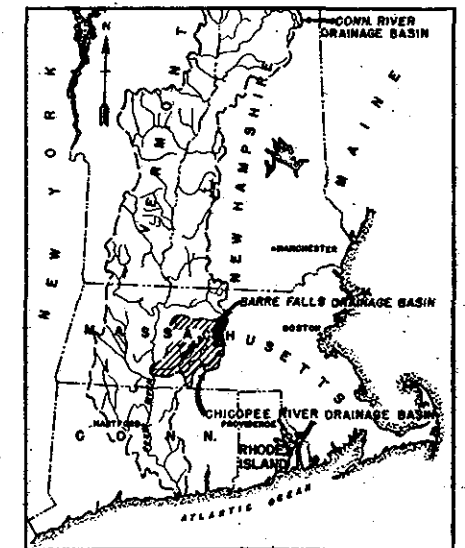 CONN. RIVER
DRAINAGE BASIN
N
NEW YORK
VERMONT
NEW HAMPSHIRE
MAINE
MANCHESTER
BARRE FALLS DRAINAGE BASIN
MASSACHUSETTS
BOSTON
CHICOPEE RIVER DRAINAGE BASIN
HARTFORD
PROVIDENCE
CONN.
RHODE
ISLAND
ATLANTIC OCEAN